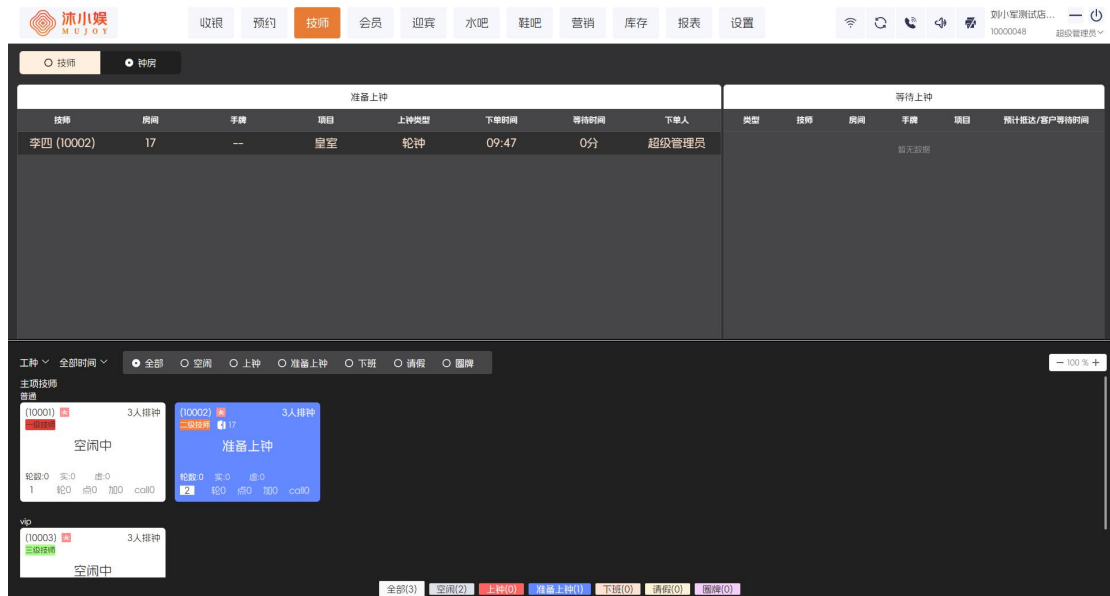 沐小娱
MUJOY
收银 预约 技师 会员 迎宾 水吧 鞋吧 营销 库存 报表 设置
刘小军测试店...
10000048 超级管理员
技师 钟房
准备上钟
技师 房间 手牌 项目 上钟类型 下单时间 等待时间 下单人
李四 (10002) 17 -- 皇室 轮钟 09:47 0分 超级管理员
等待上钟
类型 技师 房间 手牌 项目 预计抵达/客户等待时间
暂无数据
工种 全部时间 全部 空闲 上钟 准备上钟 下班 请假 圈牌
- 100 % +
主项技师
普通
(10001) 3人排钟
一级技师
空闲中
轮数:0 实:0 虚:0
1 轮0 点0 加0 call0
(10002) 3人排钟
二级技师 17
准备上钟
轮数:0 实:0 虚:0
2 轮0 点0 加0 call0
vip
(10003) 3人排钟
三级技师
空闲中
全部(3) 空闲(2) 上钟(0) 准备上钟(1) 下班(0) 请假(0) 圈牌(0)